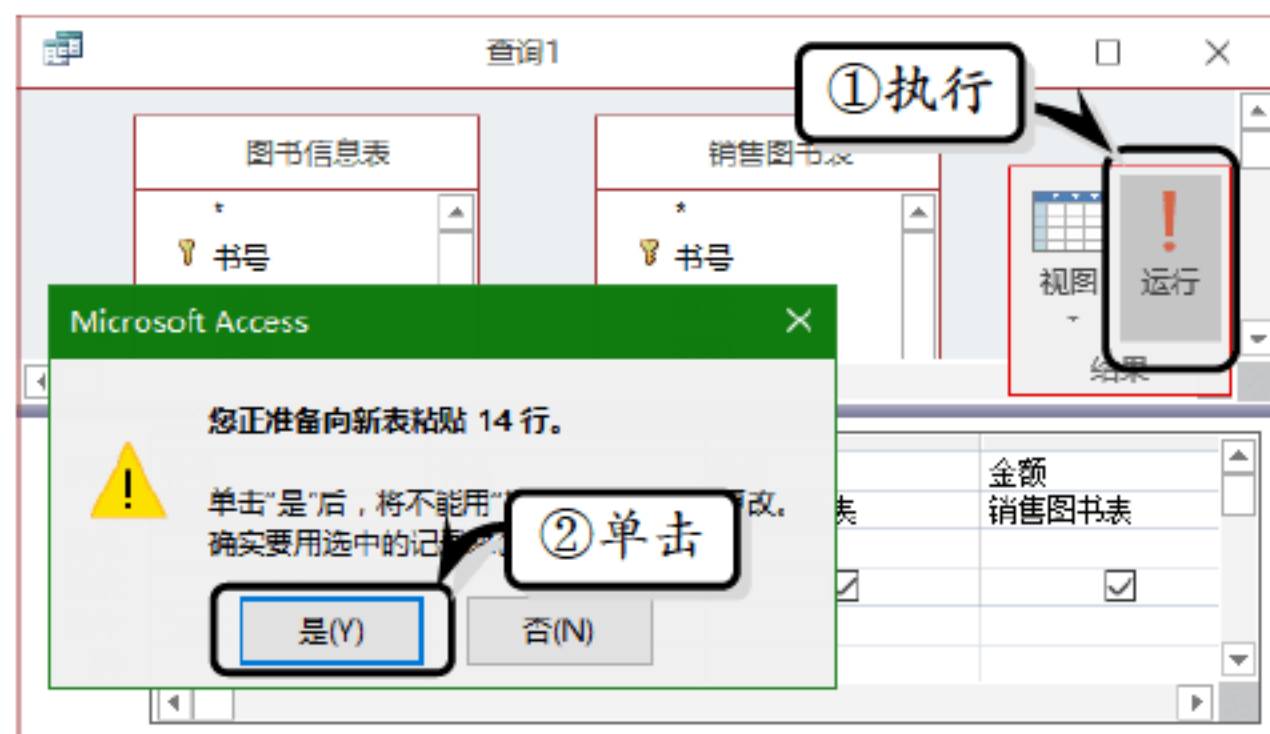 查询1
①执行
图书信息表
销售图书表
*
书号
*
书号
视图
运行
结果
Microsoft Access
您正准备向新表粘贴 14 行。
单击"是"后，将不能用"
改。
确实要用选中的记
②单击
是(Y)
否(N)
表
金额
销售图书表